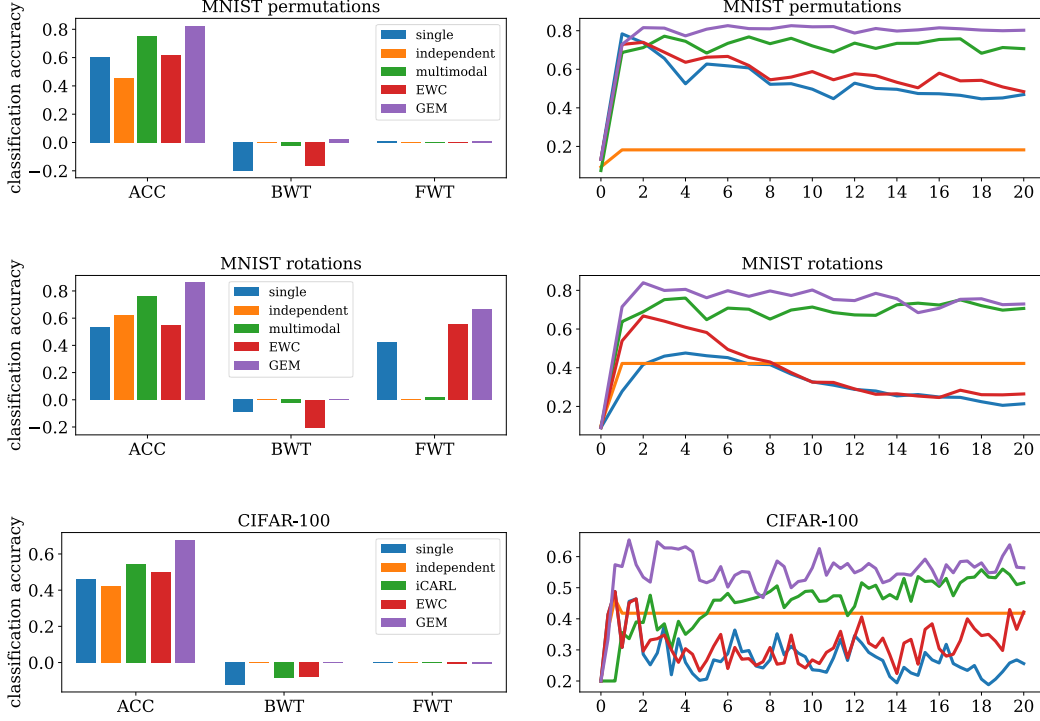 MNIST permutations
classification accuracy
0.8
0.6
0.4
0.2
0.0
−0.2
ACC BWT FWT
single
independent
multimodal
EWC
GEM
MNIST permutations
0.8
0.6
0.4
0.2
0 2 4 6 8 10 12 14 16 18 20
MNIST rotations
classification accuracy
0.8
0.6
0.4
0.2
0.0
−0.2
ACC BWT FWT
single
independent
multimodal
EWC
GEM
MNIST rotations
0.8
0.6
0.4
0.2
0 2 4 6 8 10 12 14 16 18 20
CIFAR-100
classification accuracy
0.6
0.4
0.2
0.0
ACC BWT FWT
single
independent
iCARL
EWC
GEM
CIFAR-100
0.6
0.5
0.4
0.3
0.2
0 2 4 6 8 10 12 14 16 18 20